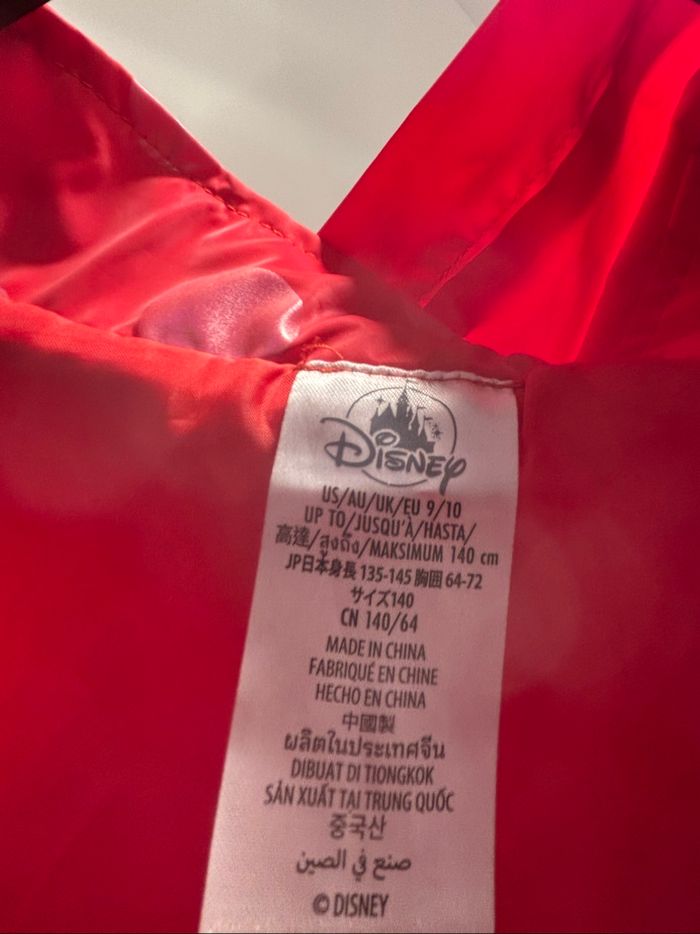 DISNEY
US/AU/UK/EU 9/10
UP TO/JUSQU'À/HASTA/
高達/สูงถึง/MAKSIMUM 140 cm
JP日本身長 135-145 胸囲 64-72
サイズ140
CN 140/64
MADE IN CHINA
FABRIQUÉ EN CHINE
HECHO EN CHINA
中國製
ผลิตในประเทศจีน
DIBUAT DI TIONGKOK
SẢN XUẤT TẠI TRUNG QUỐC
중국산
صنع في الصين
© DISNEY